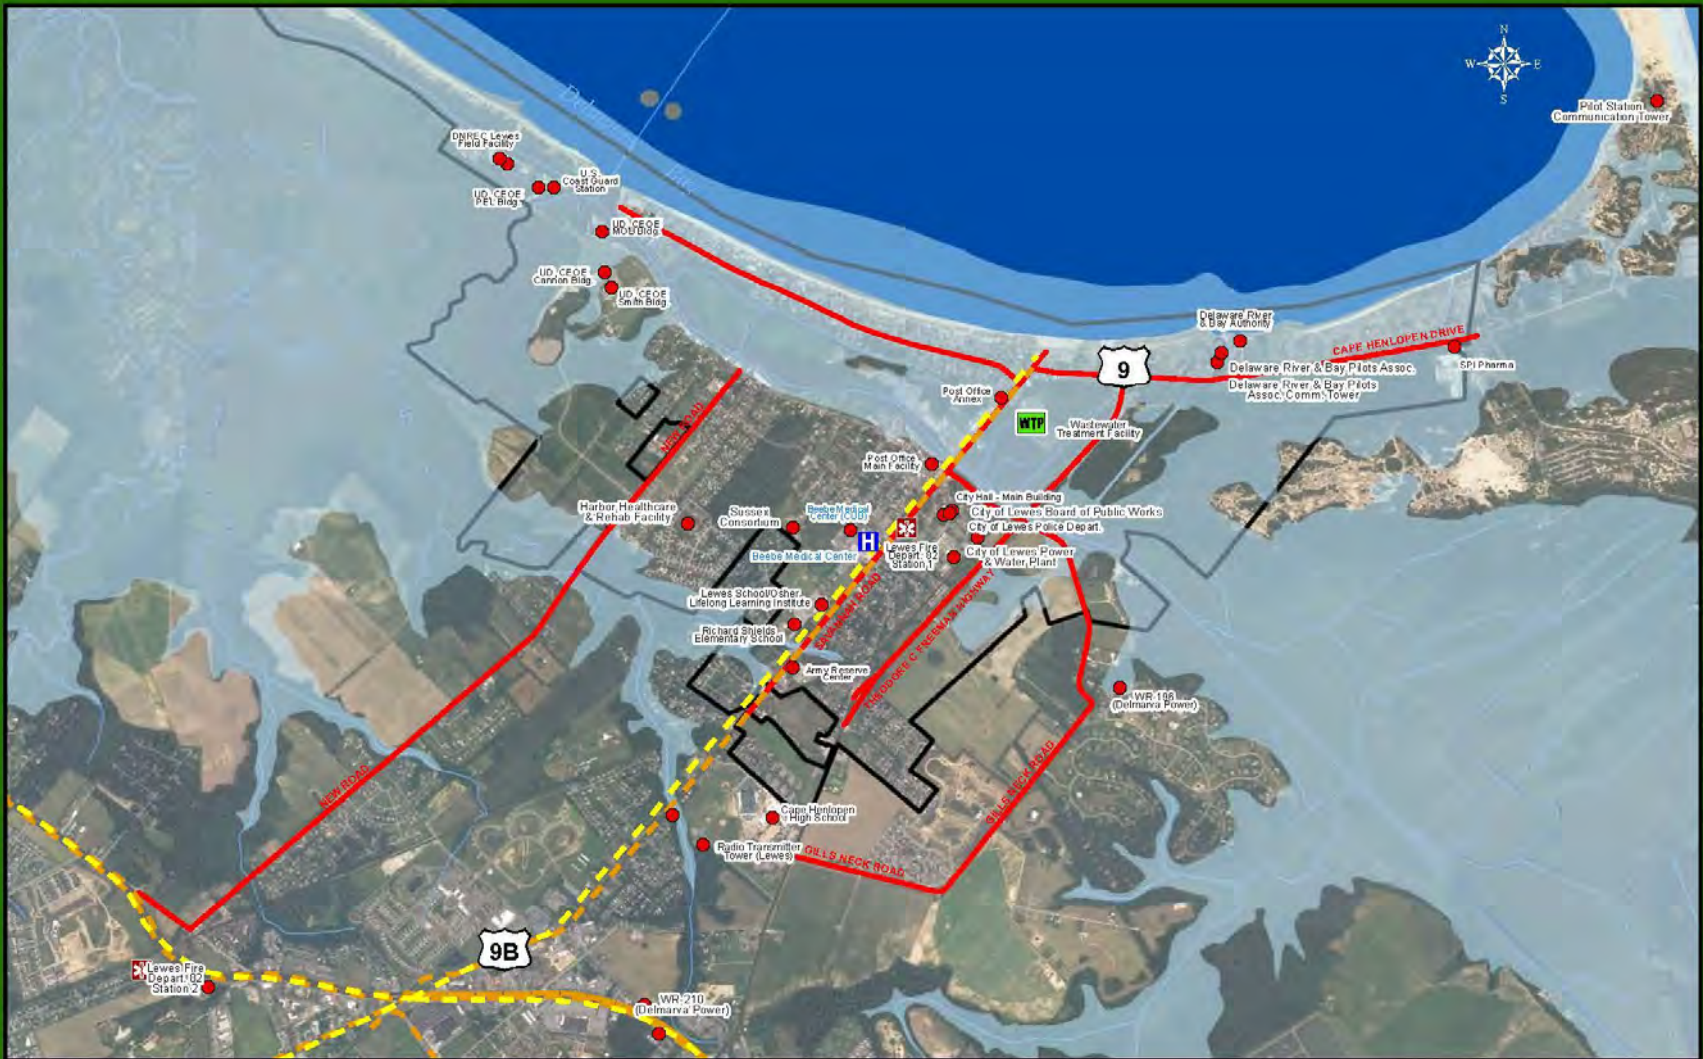 N
W
E
S
Pilot Station
Communication Tower
DNREC Lewes
Field Facility
U.S.
Coast Guard
Station
UD, CEOE
PEL Bldg.
UD, CEOE
MOL Bldg.
UD, CEOE
Cannon Bldg.
UD, CEOE
Smith Bldg.
Delaware River
& Bay Authority
CAPE HENLOPEN DRIVE
9
Delaware River & Bay Pilots Assoc.
SPI Pharma
Delaware River & Bay Pilots
Assoc. Comm. Tower
Post Office
Annex
WTP
Wastewater
Treatment Facility
NEW ROAD
Post Office
Main Facility
Harbor Healthcare
& Rehab Facility
Sussex
Consortium
Beebe Medical
Center (COB)
City Hall - Main Building
City of Lewes Board of Public Works
City of Lewes Police Depart.
H
Beebe Medical Center
Lewes Fire
Depart. 82
Station 1
City of Lewes Power
& Water Plant
Lewes School/Osher
Lifelong Learning Institute
SAVANNAH ROAD
THEODORE C FREEMAN HIGHWAY
Richard Shields
Elementary School
Army Reserve
Center
WR-196
(Delmarva Power)
NEW ROAD
GILLS NECK ROAD
Cape Henlopen
High School
Radio Transmitter
Tower (Lewes)
GILLS NECK ROAD
9B
Lewes Fire
Depart. 82
Station 2
WR-210
(Delmarva Power)